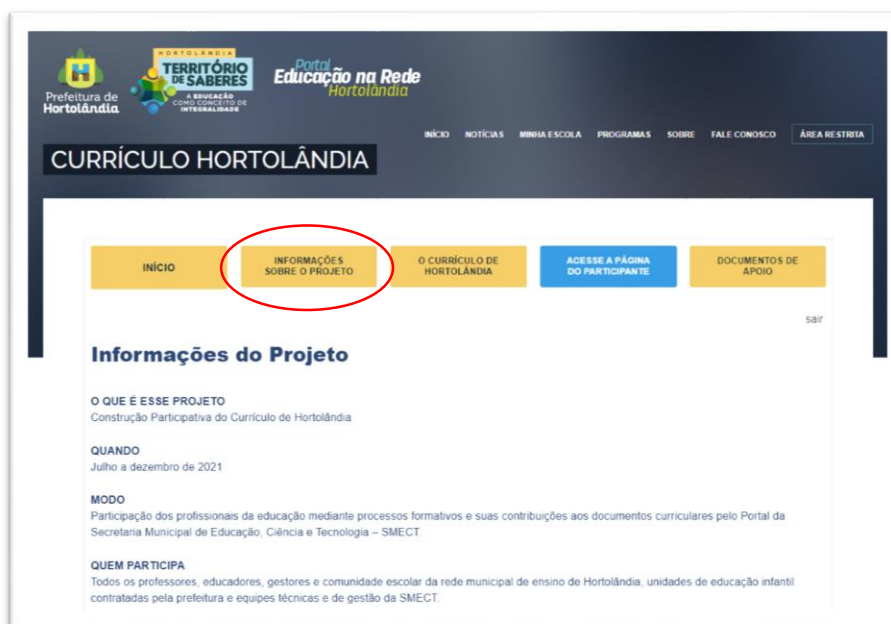 Prefeitura de
Hortolândia
HORTOLÂNDIA
TERRITÓRIO
DE SABERES
A EDUCAÇÃO
COMO CONCEITO DE
INTEGRALIDADE
Portal
Educação na Rede
Hortolândia
INÍCIO NOTÍCIAS MINHA ESCOLA PROGRAMAS SOBRE FALE CONOSCO ÁREA RESTRITA
CURRÍCULO HORTOLÂNDIA
INÍCIO
INFORMAÇÕES
SOBRE O PROJETO
O CURRÍCULO DE
HORTOLÂNDIA
ACESSE A PÁGINA
DO PARTICIPANTE
DOCUMENTOS DE
APOIO
sair
Informações do Projeto
O QUE É ESSE PROJETO
Construção Participativa do Currículo de Hortolândia
QUANDO
Julho a dezembro de 2021
MODO
Participação dos profissionais da educação mediante processos formativos e suas contribuições aos documentos curriculares pelo Portal da
Secretaria Municipal de Educação, Ciência e Tecnologia – SMECT.
QUEM PARTICIPA
Todos os professores, educadores, gestores e comunidade escolar da rede municipal de ensino de Hortolândia, unidades de educação infantil
contratadas pela prefeitura e equipes técnicas e de gestão da SMECT.